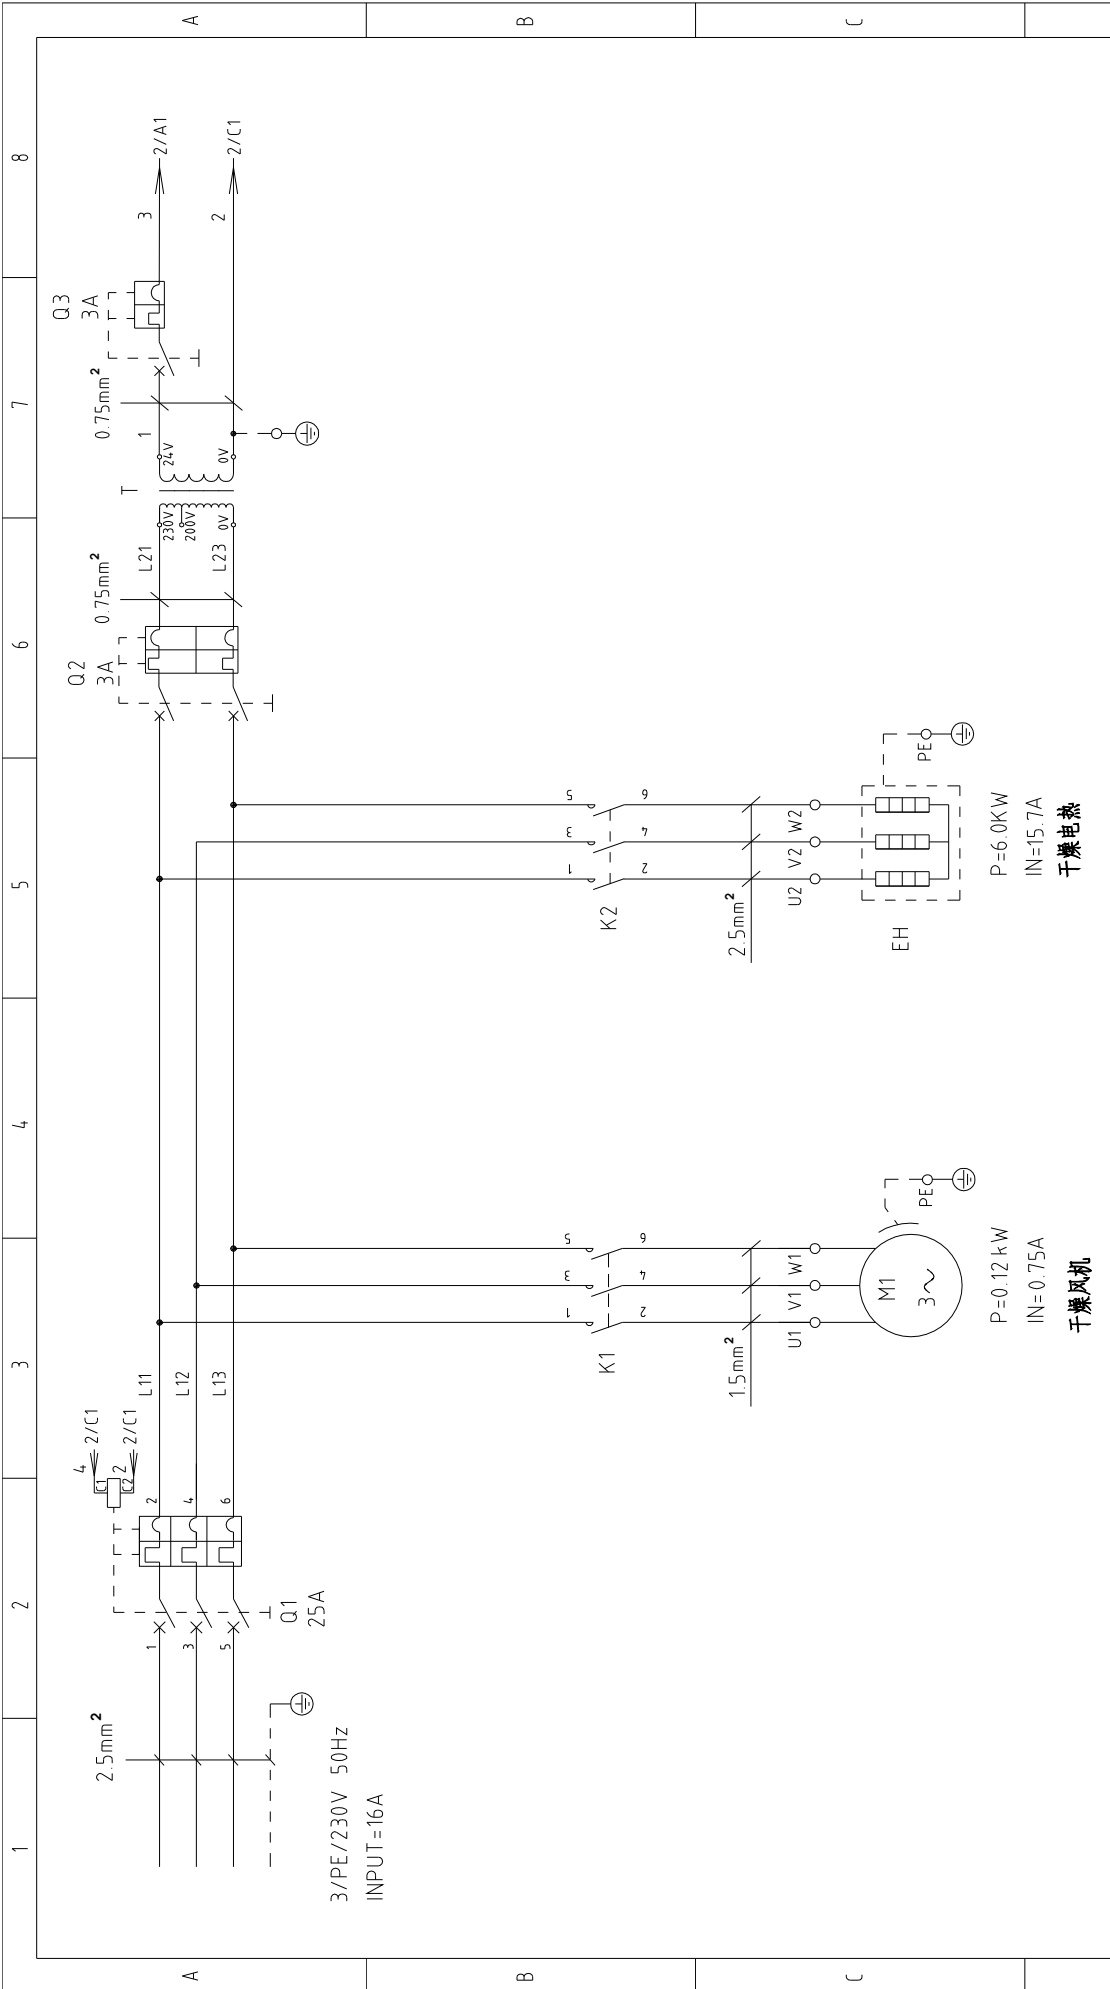 1
2
3
4
5
6
7
8
A
B
C
A
B
C
2.5mm²
3/PE/230V 50Hz
INPUT=16A
1
3
5
2
4
6
Q1
25A
C1
C2
4
2/C1
2
2/C1
L11
L12
L13
1
3
5
2
4
6
K1
1.5mm²
U1
V1
W1
M1
3~
PE
P=0.12kW
IN=0.75A
干燥风机
1
3
5
2
4
6
K2
2.5mm²
U2
V2
W2
EH
PE
P=6.0KW
IN=15.7A
干燥电热
Q2
3A
0.75mm²
L21
L23
T
230V
200V
0V
24V
0V
1
0.75mm²
Q3
3A
3
2/A1
2
2/C1